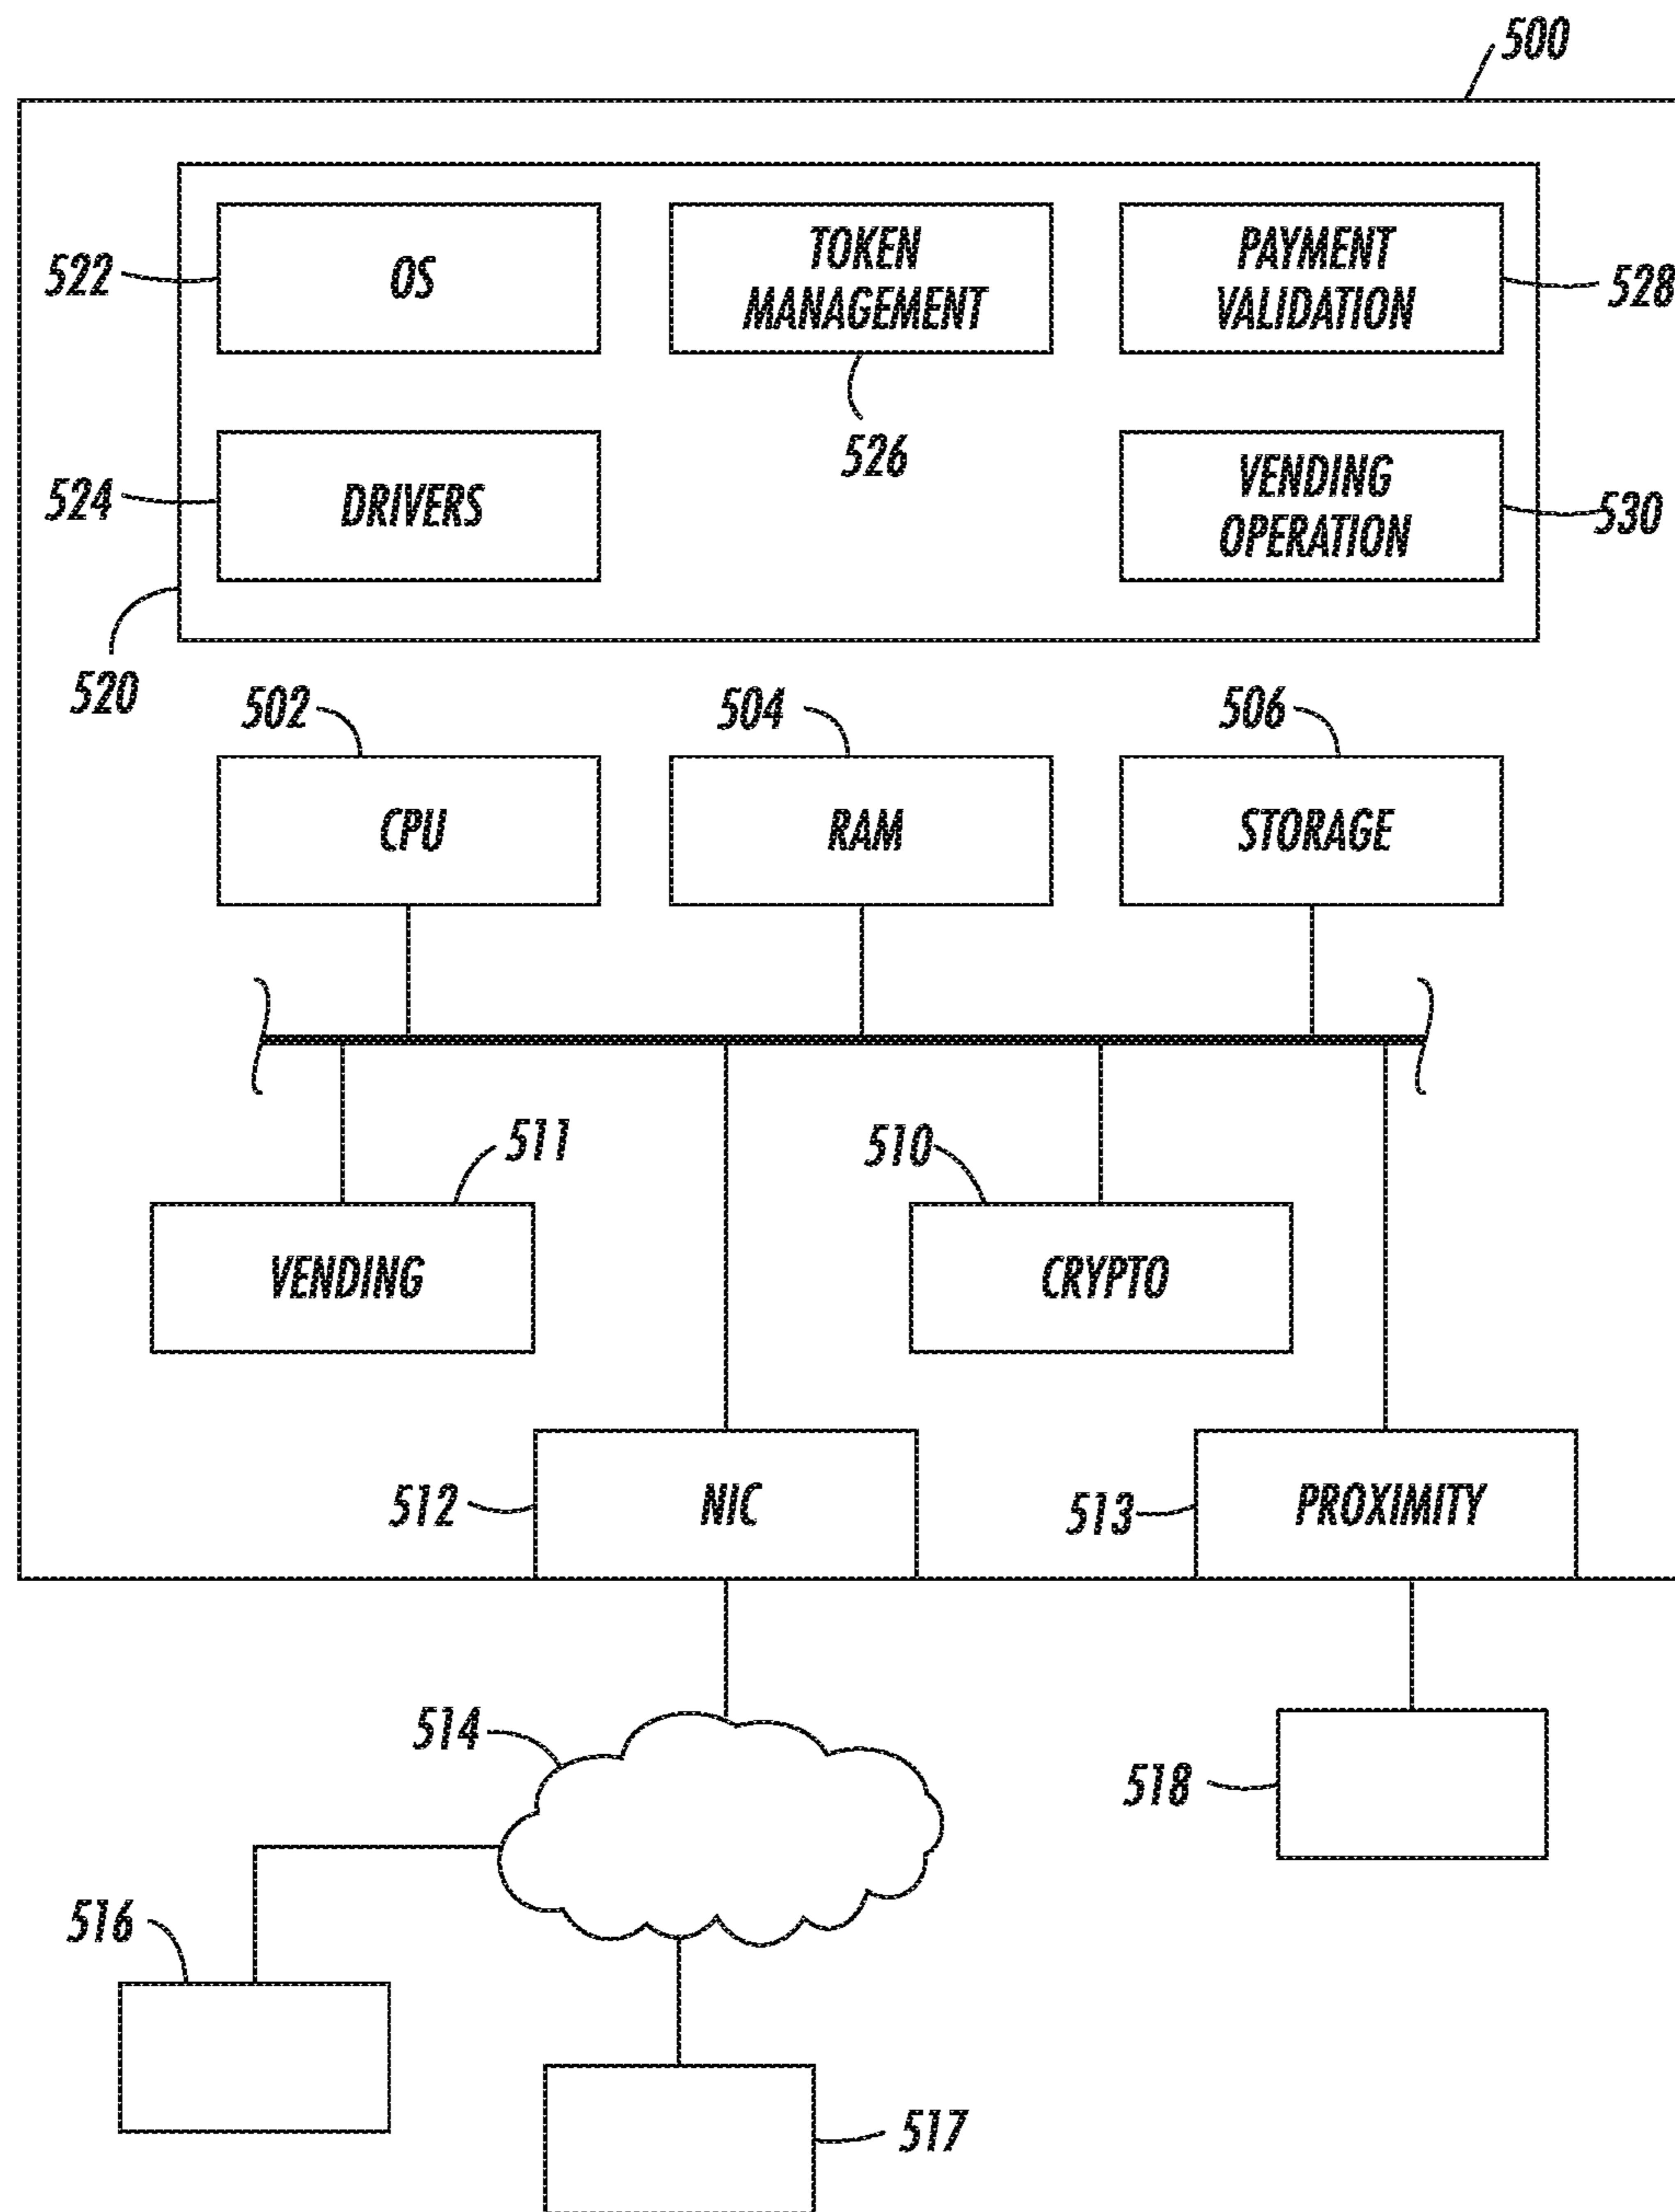 500
522
OS
TOKEN
MANAGEMENT
PAYMENT
VALIDATION
528
526
524
DRIVERS
VENDING
OPERATION
530
520
502
504
506
CPU
RAM
STORAGE
511
510
VENDING
CRYPTO
512
NIC
513
PROXIMITY
514
518
516
517